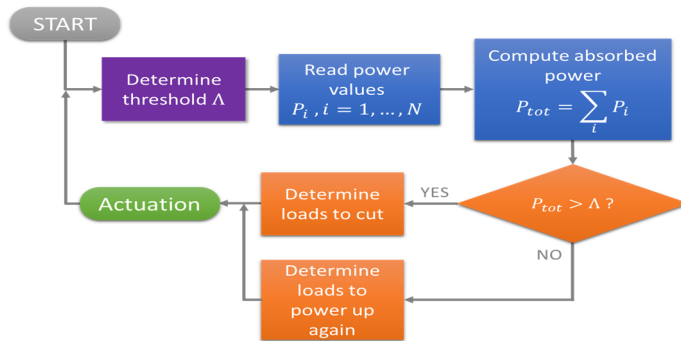 START
Determine
threshold Λ
Read power
values
P_i , i = 1, ..., N
Compute absorbed
power
P_tot = ∑_i P_i
P_tot > Λ ?
YES
Determine
loads to cut
Actuation
NO
Determine
loads to
power up
again